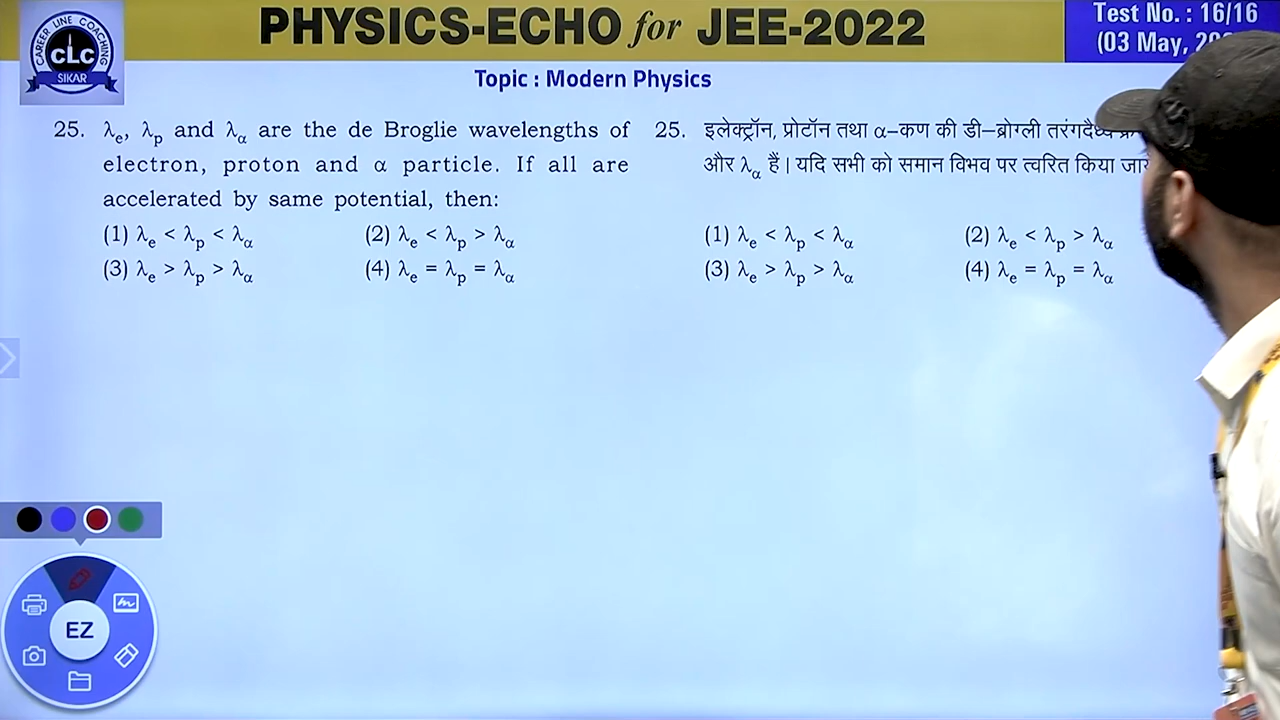 PHYSICS-ECHO for JEE-2022
Test No. : 16/16
(03 May,
CAREER LINE COACHING
CLC
SIKAR
Topic : Modern Physics
25. λe, λp and λα are the de Broglie wavelengths of
electron, proton and α particle. If all are
accelerated by same potential, then:
(1) λe < λp < λα (2) λe < λp > λα
(3) λe > λp > λα (4) λe = λp = λα
25. इलेक्ट्रॉन, प्रोटॉन तथा α–कण की डी–ब्रोग्ली
और λα हैं। यदि सभी को समान विभव पर त्वरित किया
(1) λe < λp < λα (2) λe < λp > λα
(3) λe > λp > λα (4) λe = λp = λα
EZ